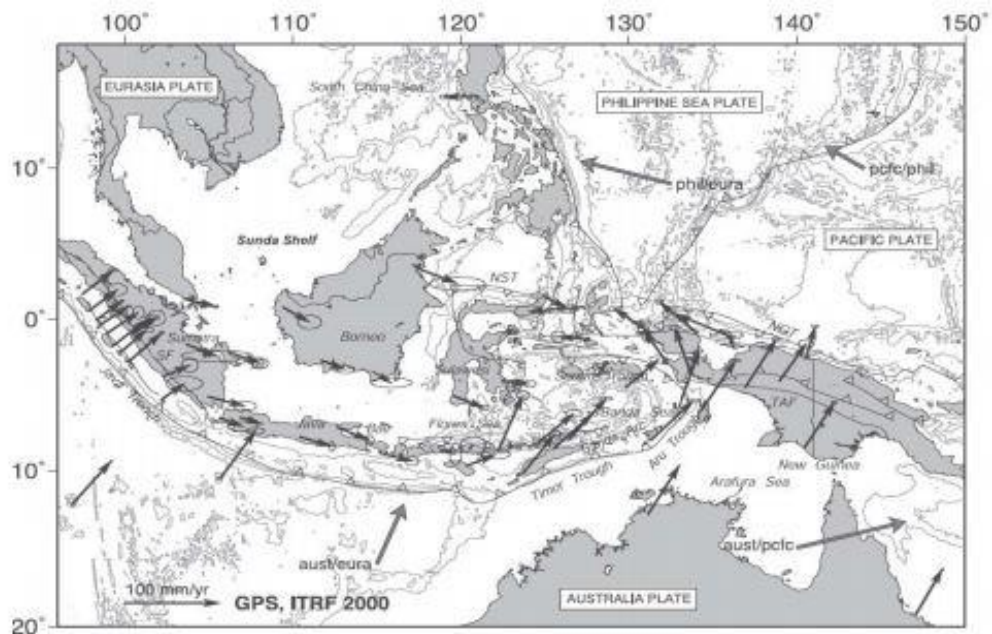 100° 110° 120° 130° 140° 150°
EURASIA PLATE
South China Sea
PHILIPPINE SEA PLATE
10°
phil/eura
pcfc/phil
Sunda Shelf
PACIFIC PLATE
NST
0°
Borneo
NGT
Sumatra
SF
Java
Trench
TAF
Java
Bali
Flores Sea
Banda Sea
Banda Arc
10°
Timor Trough
Aru Trough
New Guinea
Arafura Sea
aust/eura
aust/pcfc
100 mm/yr
GPS, ITRF 2000
AUSTRALIA PLATE
20°